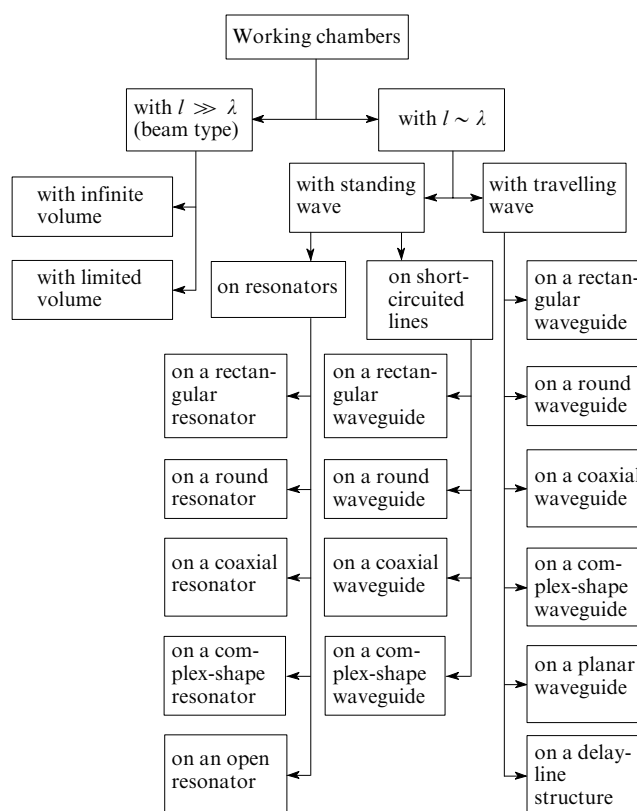 Working chambers
with l ≫ λ
(beam type)
with l ∼ λ
with infinite
volume
with limited
volume
with standing
wave
with travelling
wave
on resonators
on short-
circuited
lines
on a rectan-
gular
resonator
on a round
resonator
on a coaxial
resonator
on a com-
plex-shape
resonator
on an open
resonator
on a rectan-
gular
waveguide
on a round
waveguide
on a coaxial
waveguide
on a com-
plex-shape
waveguide
on a rectan-
gular
waveguide
on a round
waveguide
on a coaxial
waveguide
on a com-
plex-shape
waveguide
on a planar
waveguide
on a delay-
line
structure